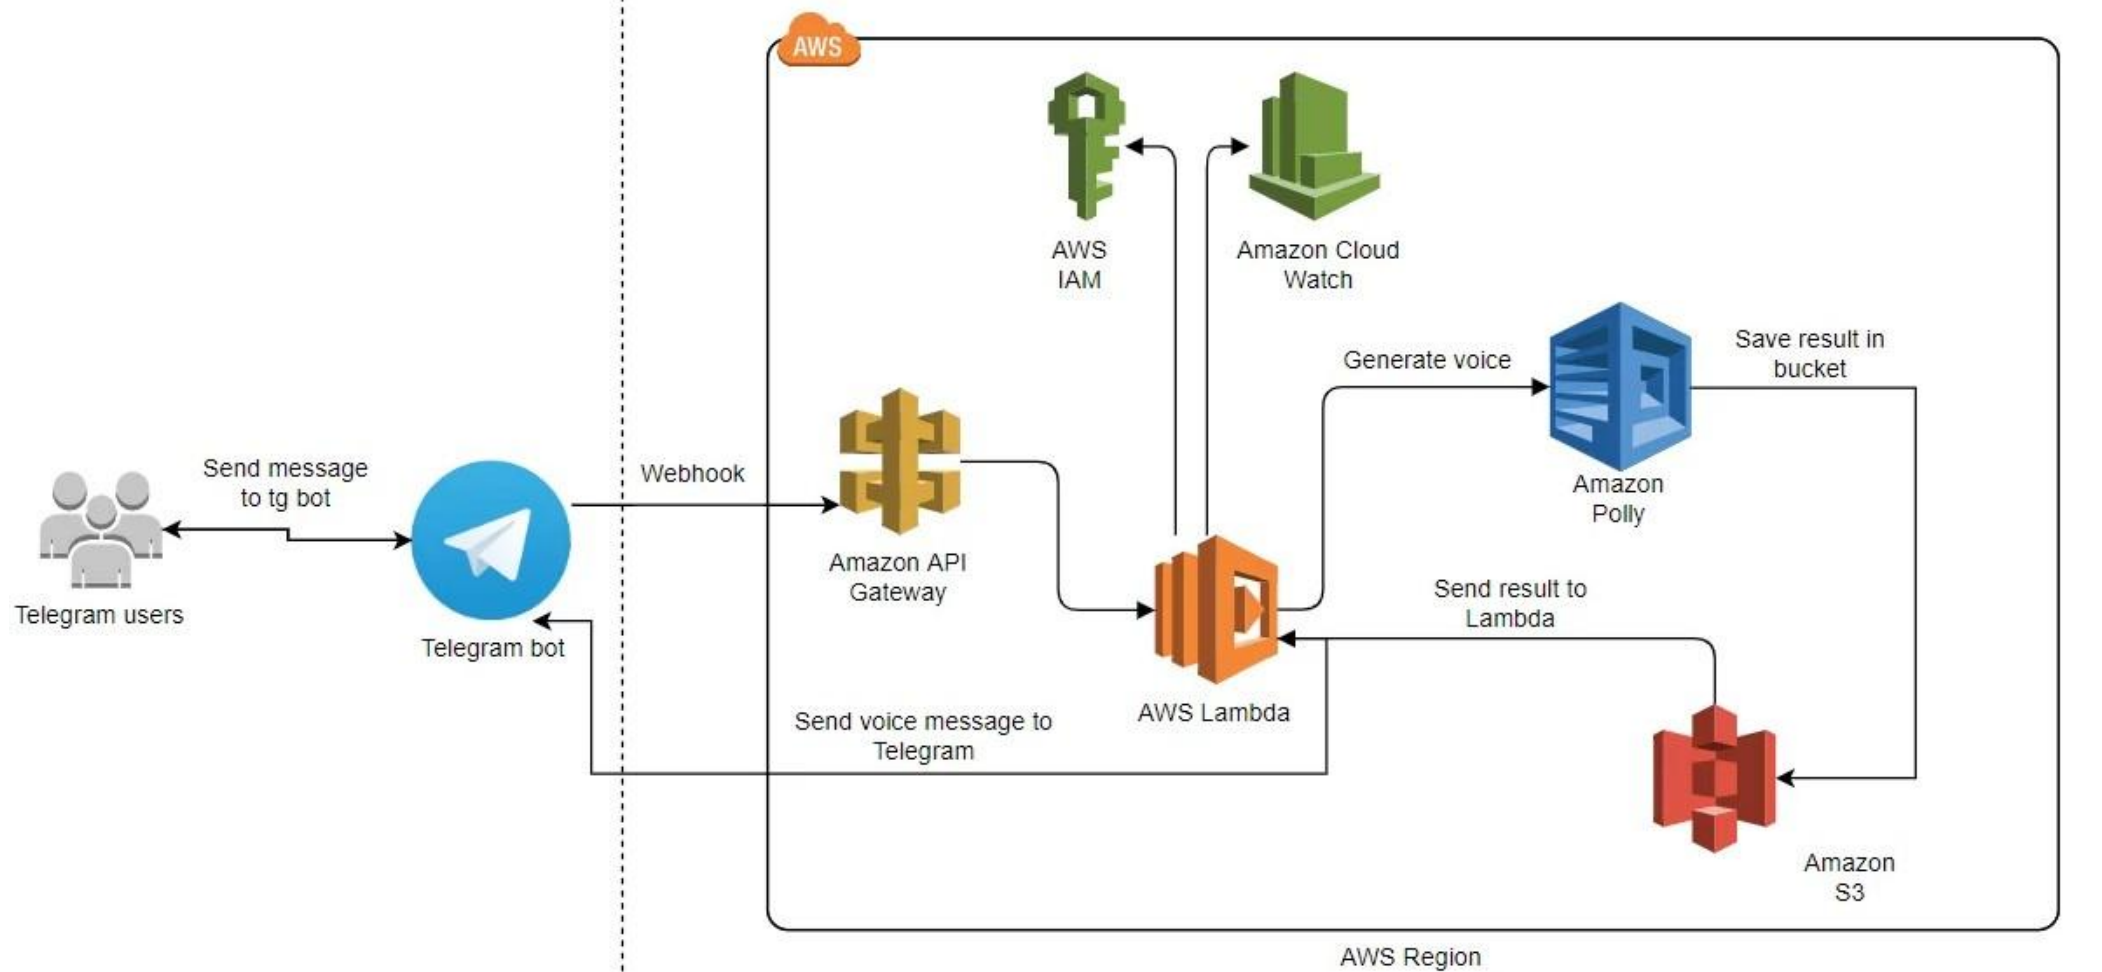 AWS
AWS
IAM
Amazon Cloud
Watch
Generate voice
Save result in
bucket
Amazon
Polly
Send message
to tg bot
Webhook
Telegram users
Telegram bot
Amazon API
Gateway
Send result to
Lambda
AWS Lambda
Send voice message to
Telegram
Amazon
S3
AWS Region